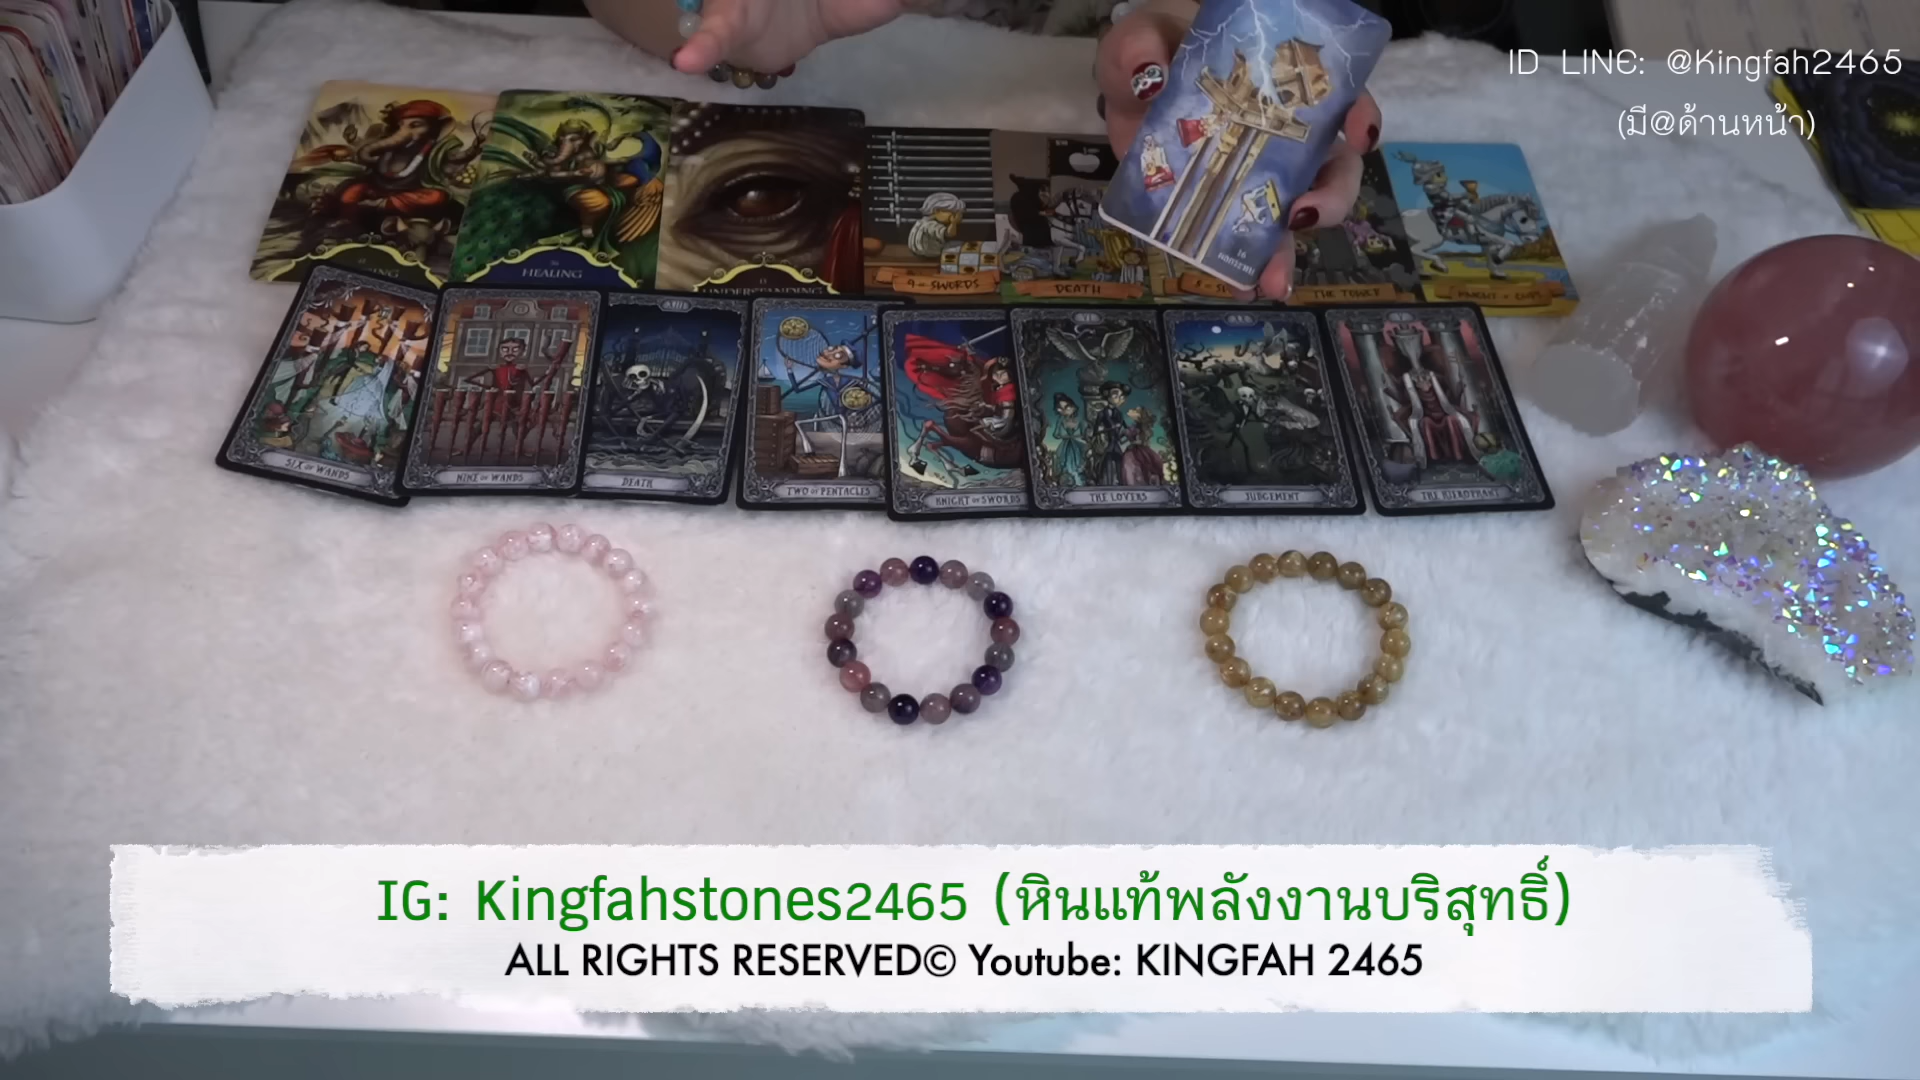 ID LINE: @Kingfah2465
(มี@ด้านหน้า)
HEALING
UNDERSTANDING
9 of SWORDS
DEATH
THE TOWER
SIX OF WANDS
NINE OF WANDS
DEATH
TWO OF PENTACLES
KNIGHT OF SWORDS
THE LOVERS
JUDGEMENT
THE HIEROPHANT
IG: Kingfahstones2465 (หินแท้พลังงานบริสุทธิ์)
ALL RIGHTS RESERVED© Youtube: KINGFAH 2465